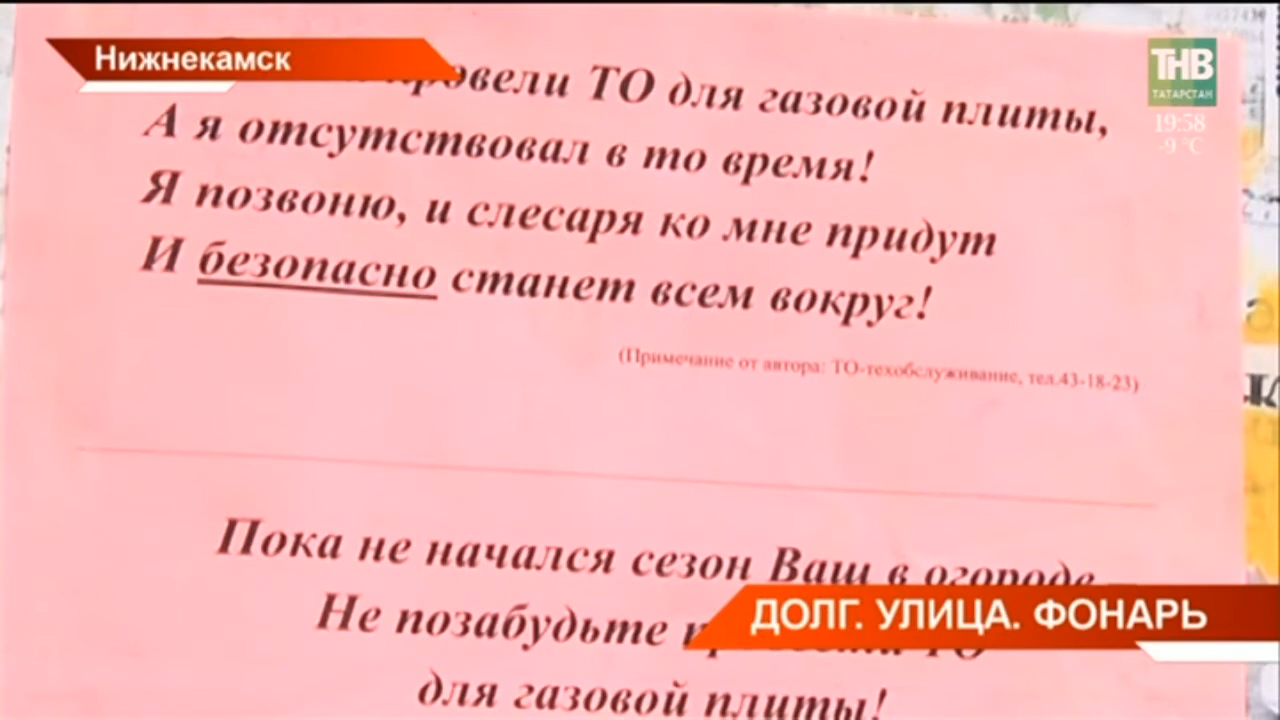 Нижнекамск
ТНВ
ТАТАРСТАН
19:58
-9 °C
ТО для газовой плиты,
А я отсутствовал в то время!
Я позвоню, и слесаря ко мне придут
И безопасно станет всем вокруг!
(Примечание от автора: ТО-техобслуживание, тел.43-18-23)
Пока не начался сезон Ваш в огороде
Не позабудьте ТО
для газовой плиты!
ДОЛГ. УЛИЦА. ФОНАРЬ